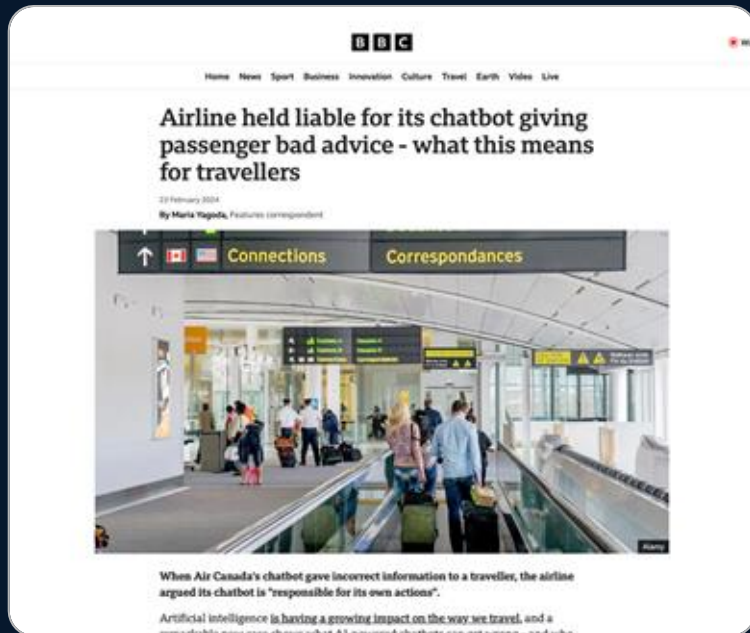 BBC
Home News Sport Business Innovation Culture Travel Earth Video Live
Airline held liable for its chatbot giving
passenger bad advice - what this means
for travellers
23 February 2024
By Maria Yagoda, Features correspondent
Connections Correspondances
Alamy
When Air Canada's chatbot gave incorrect information to a traveller, the airline
argued its chatbot is "responsible for its own actions".
Artificial intelligence is having a growing impact on the way we travel, and a